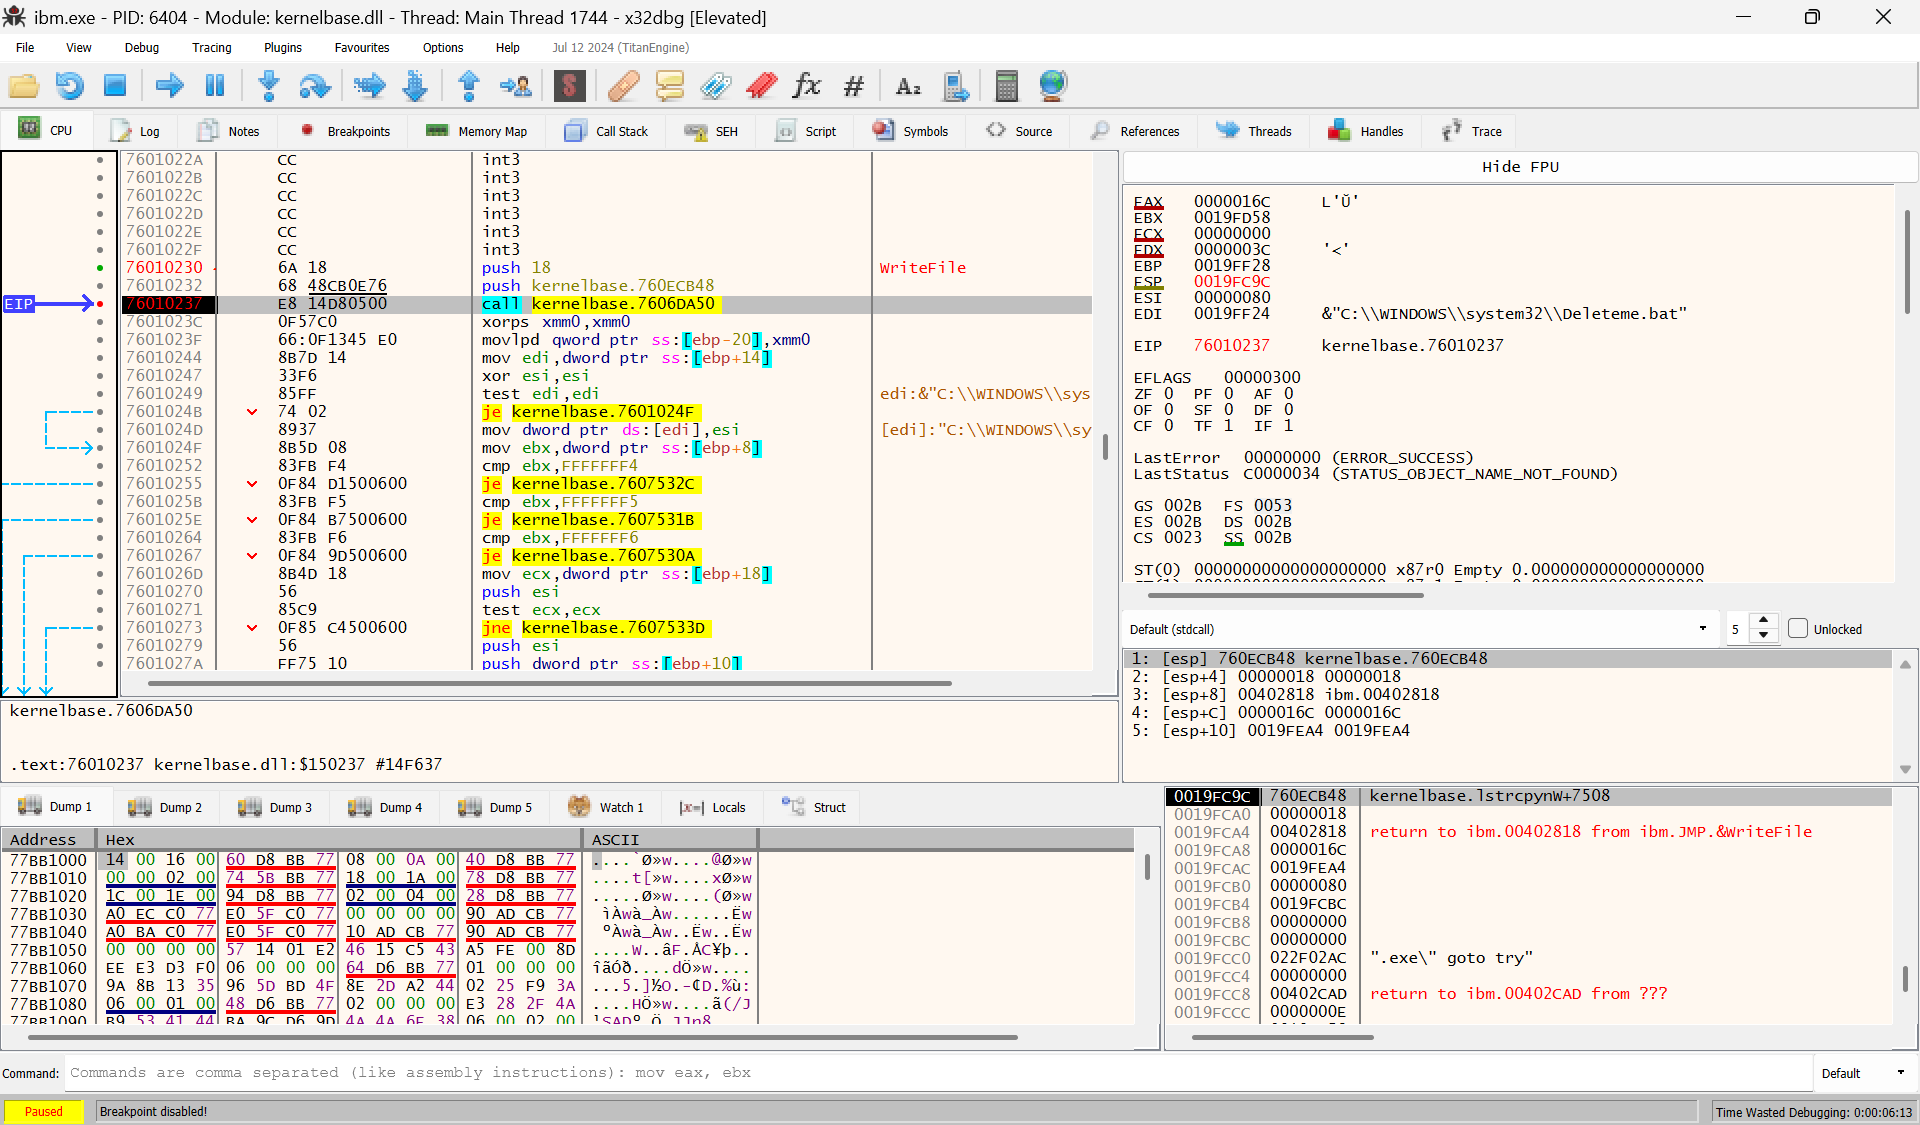 ibm.exe - PID: 6404 - Module: kernelbase.dll - Thread: Main Thread 1744 - x32dbg [Elevated]
File View Debug Tracing Plugins Favourites Options Help Jul 12 2024 (TitanEngine)
CPU Log Notes Breakpoints Memory Map Call Stack SEH Script Symbols Source References Threads Handles Trace
7601022A CC int3
7601022B CC int3
7601022C CC int3
7601022D CC int3
7601022E CC int3
7601022F CC int3
76010230 6A 18 push 18 WriteFile
76010232 68 48CB0E76 push kernelbase.760ECB48
EIP 76010237 E8 14D80500 call kernelbase.7606DA50
7601023C 0F57C0 xorps xmm0,xmm0
7601023F 66:0F1345 E0 movlpd qword ptr ss:[ebp-20],xmm0
76010244 8B7D 14 mov edi,dword ptr ss:[ebp+14]
76010247 33F6 xor esi,esi
76010249 85FF test edi,edi edi:&"C:\\WINDOWS\\sys
7601024B 74 02 je kernelbase.7601024F
7601024D 8937 mov dword ptr ds:[edi],esi [edi]:"C:\\WINDOWS\\sy
7601024F 8B5D 08 mov ebx,dword ptr ss:[ebp+8]
76010252 83FB F4 cmp ebx,FFFFFFF4
76010255 0F84 D1500600 je kernelbase.7607532C
7601025B 83FB F5 cmp ebx,FFFFFFF5
7601025E 0F84 B7500600 je kernelbase.7607531B
76010264 83FB F6 cmp ebx,FFFFFFF6
76010267 0F84 9D500600 je kernelbase.7607530A
7601026D 8B4D 18 mov ecx,dword ptr ss:[ebp+18]
76010270 56 push esi
76010271 85C9 test ecx,ecx
76010273 0F85 C4500600 jne kernelbase.7607533D
76010279 56 push esi
7601027A FF75 10 push dword ptr ss:[ebp+10]
Hide FPU
EAX 0000016C L'Ŭ'
EBX 0019FD58
ECX 00000000
EDX 0000003C '<'
EBP 0019FF28
ESP 0019FC9C
ESI 00000080
EDI 0019FF24 &"C:\\WINDOWS\\system32\\Deleteme.bat"
EIP 76010237 kernelbase.76010237
EFLAGS 00000300
ZF 0 PF 0 AF 0
OF 0 SF 0 DF 0
CF 0 TF 1 IF 1
LastError 00000000 (ERROR_SUCCESS)
LastStatus C0000034 (STATUS_OBJECT_NAME_NOT_FOUND)
GS 002B FS 0053
ES 002B DS 002B
CS 0023 SS 002B
ST(0) 00000000000000000000 x87r0 Empty 0.000000000000000000
Default (stdcall) 5 Unlocked
1: [esp] 760ECB48 kernelbase.760ECB48
2: [esp+4] 00000018 00000018
3: [esp+8] 00402818 ibm.00402818
4: [esp+C] 0000016C 0000016C
5: [esp+10] 0019FEA4 0019FEA4
kernelbase.7606DA50
.text:76010237 kernelbase.dll:$150237 #14F637
Dump 1 Dump 2 Dump 3 Dump 4 Dump 5 Watch 1 Locals Struct
Address Hex ASCII
77BB1000 14 00 16 00 60 D8 BB 77 08 00 0A 00 40 D8 BB 77 ....`Ø»w....@Ø»w
77BB1010 00 00 02 00 74 5B BB 77 18 00 1A 00 78 D8 BB 77 ....t[»w....xØ»w
77BB1020 1C 00 1E 00 94 D8 BB 77 02 00 04 00 28 D8 BB 77 .....Ø»w....(Ø»w
77BB1030 A0 EC C0 77 E0 5F C0 77 00 00 00 00 90 AD CB 77 ìÀwà_Àw......Ëw
77BB1040 A0 BA C0 77 E0 5F C0 77 10 AD CB 77 90 AD CB 77 ºÀwà_Àw..Ëw..Ëw
77BB1050 00 00 00 00 57 14 01 E2 46 15 C5 43 A5 FE 00 8D ....W..âF.ÅC¥þ..
77BB1060 EE E3 D3 F0 06 00 00 00 64 D6 BB 77 01 00 00 00 îãÓð....dÖ»w....
77BB1070 9A 8B 13 35 96 5D BD 4F 8E 2D A2 44 02 25 F9 3A ...5.]½O.-¢D.%ù:
77BB1080 06 00 01 00 48 D6 BB 77 02 00 00 00 E3 28 2F 4A ....HÖ»w....ã(/J
77BB1090 B9 53 41 44 BA 9C D6 9D 4A 4A 6E 38 06 00 02 00 ¹SADº.Ö.JJn8....
0019FC9C 760ECB48 kernelbase.lstrcpynW+7508
0019FCA0 00000018
0019FCA4 00402818 return to ibm.00402818 from ibm.JMP.&WriteFile
0019FCA8 0000016C
0019FCAC 0019FEA4
0019FCB0 00000080
0019FCB4 0019FCBC
0019FCB8 00000000
0019FCBC 00000000
0019FCC0 022F02AC ".exe\" goto try"
0019FCC4 00000000
0019FCC8 00402CAD return to ibm.00402CAD from ???
0019FCCC 0000000E
Command: Commands are comma separated (like assembly instructions): mov eax, ebx Default
Paused Breakpoint disabled! Time Wasted Debugging: 0:00:06:13